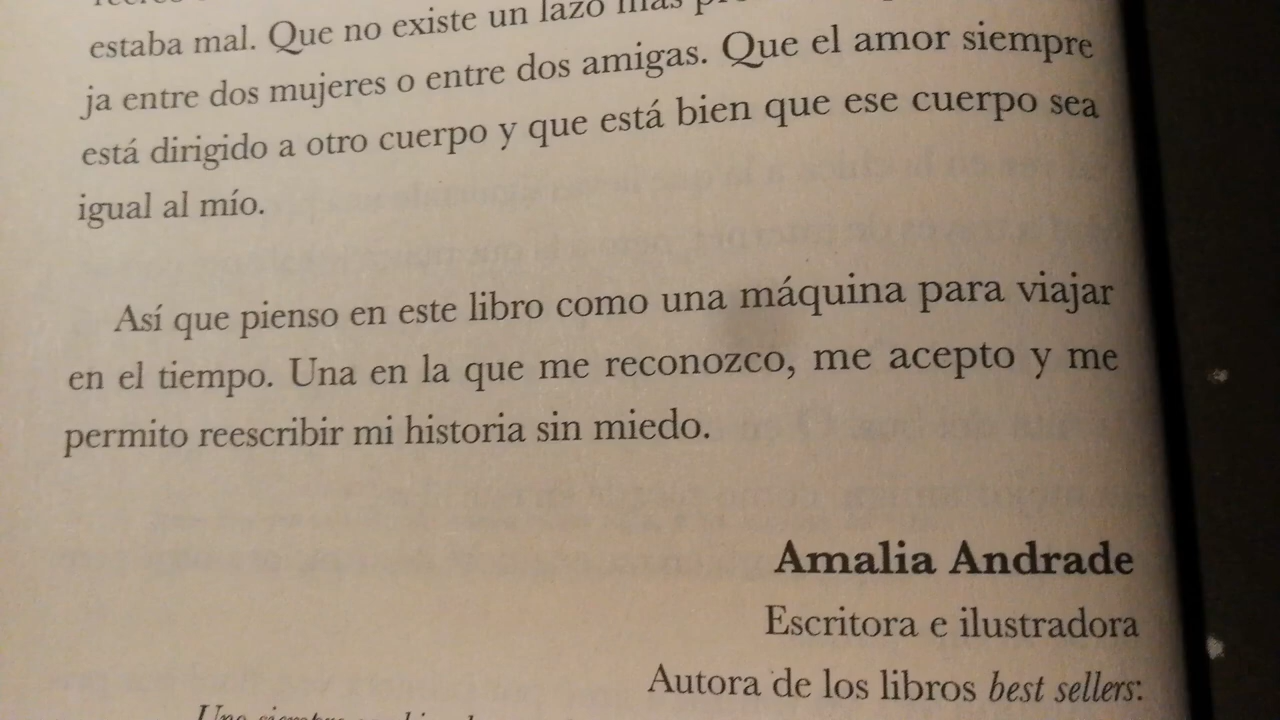 estaba mal. Que no existe un lazo más
ja entre dos mujeres o entre dos amigas. Que el amor siempre
está dirigido a otro cuerpo y que está bien que ese cuerpo sea
igual al mío.
Así que pienso en este libro como una máquina para viajar
en el tiempo. Una en la que me reconozco, me acepto y me
permito reescribir mi historia sin miedo.
Amalia Andrade
Escritora e ilustradora
Autora de los libros best sellers:
Uno siempre